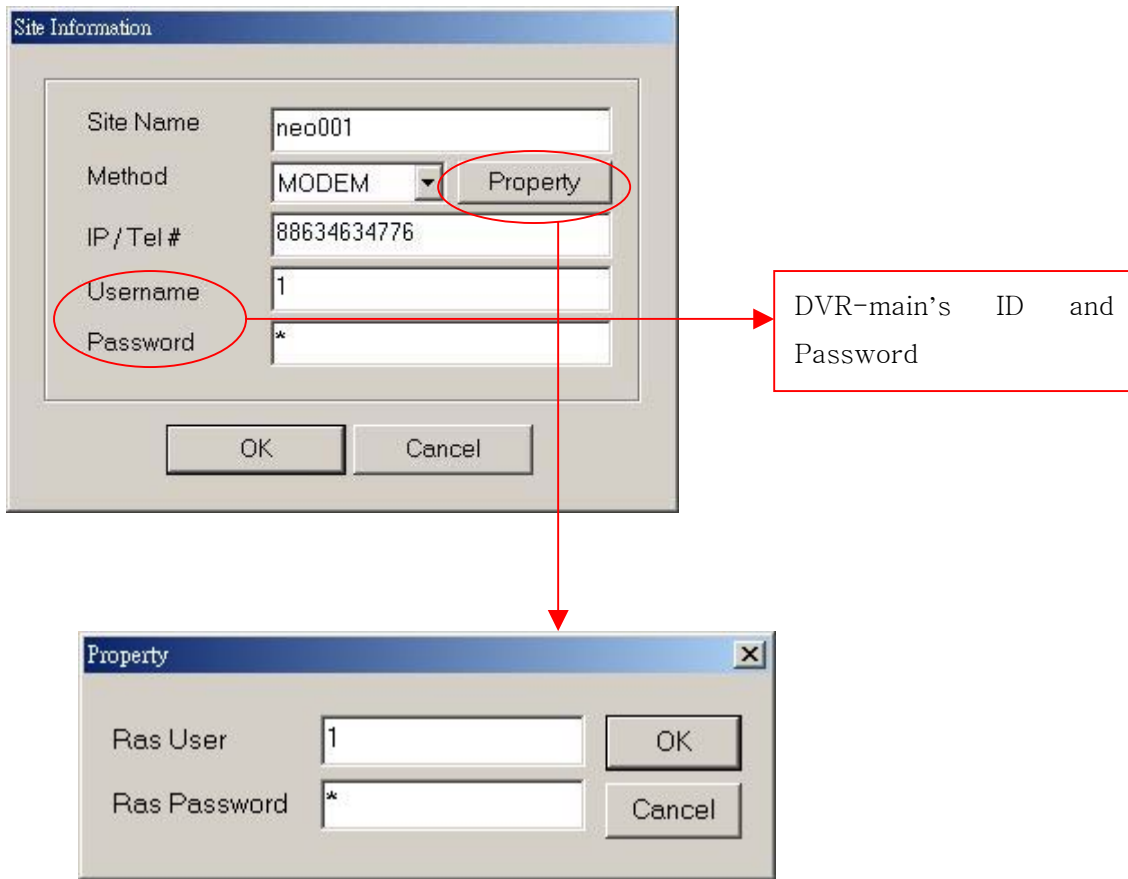 Site Information
Site Name
neo001
Method
MODEM
Property
IP / Tel #
88634634776
Username
1
Password
*
OK
Cancel
DVR-main's ID and
Password
Property
Ras User
1
OK
Ras Password
*
Cancel